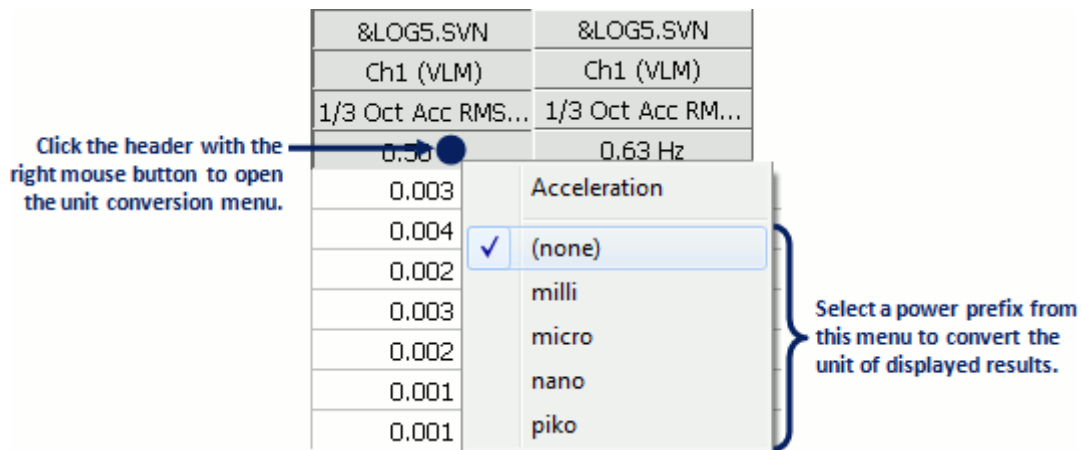 &LOG5.SVN &LOG5.SVN
Ch1 (VLM) Ch1 (VLM)
1/3 Oct Acc RMS... 1/3 Oct Acc RM...
0.50 0.63 Hz
Click the header with the
right mouse button to open
the unit conversion menu.
0.003
0.004
0.002
0.003
0.002
0.001
0.001
Acceleration
✓ (none)
milli
micro
nano
piko
Select a power prefix from
this menu to convert the
unit of displayed results.